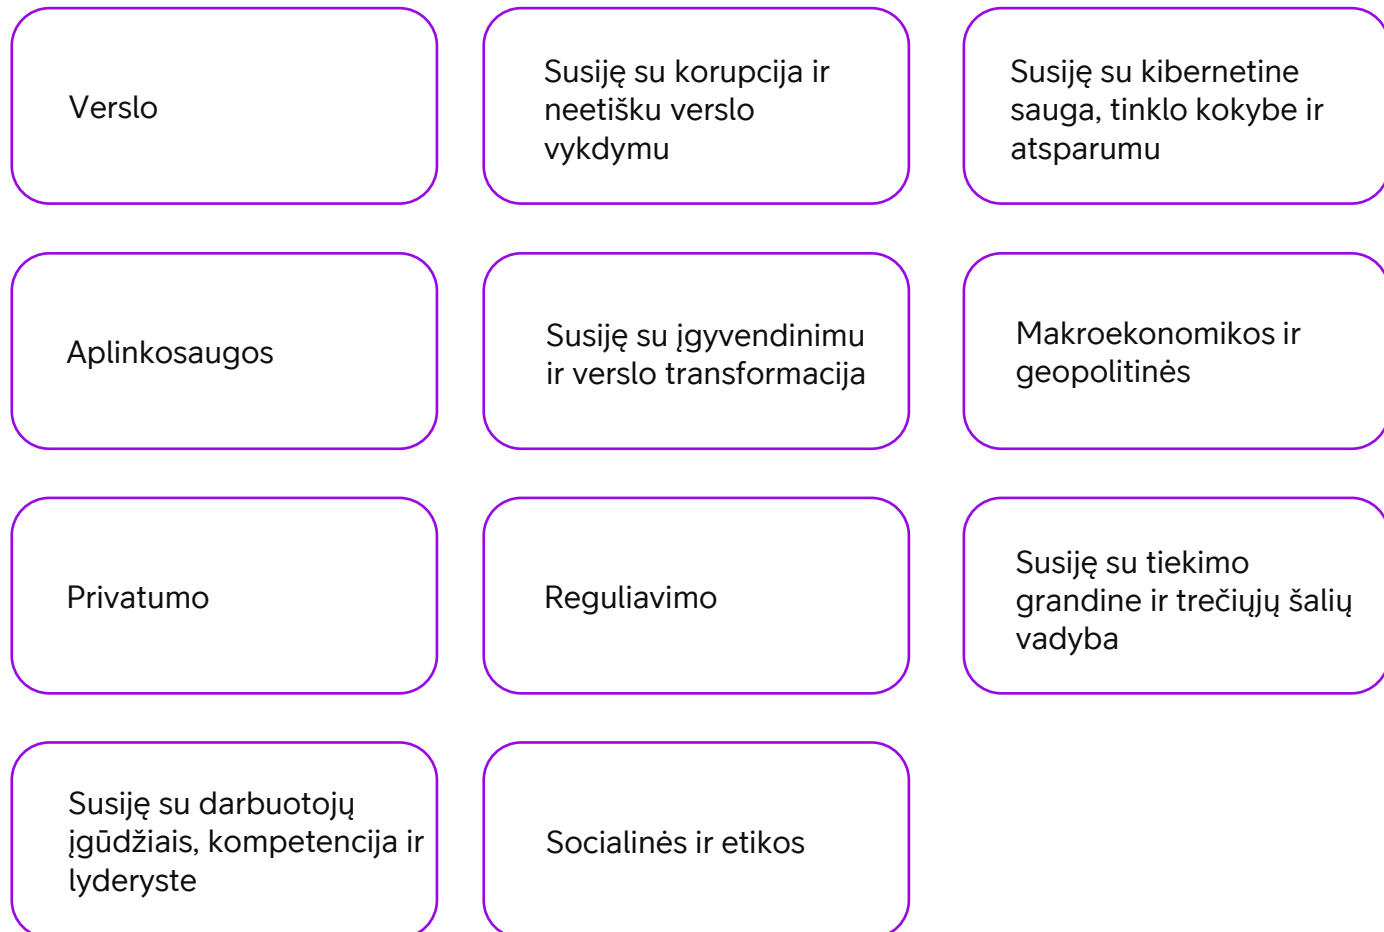 Verslo
Susiję su korupcija ir
neetišku verslo
vykdymu
Susiję su kibernetine
sauga, tinklo kokybe ir
atsparumu
Aplinkosaugos
Susiję su įgyvendinimu
ir verslo transformacija
Makroekonomikos ir
geopolitinės
Privatumo
Reguliavimo
Susiję su tiekimo
grandine ir trečiųjų šalių
vadyba
Susiję su darbuotojų
įgūdžiais, kompetencija ir
lyderyste
Socialinės ir etikos